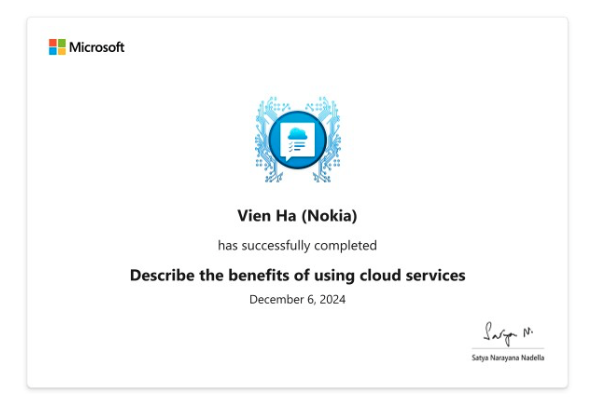 Microsoft
Vien Ha (Nokia)
has successfully completed
Describe the benefits of using cloud services
December 6, 2024
Satya N.
Satya Narayana Nadella